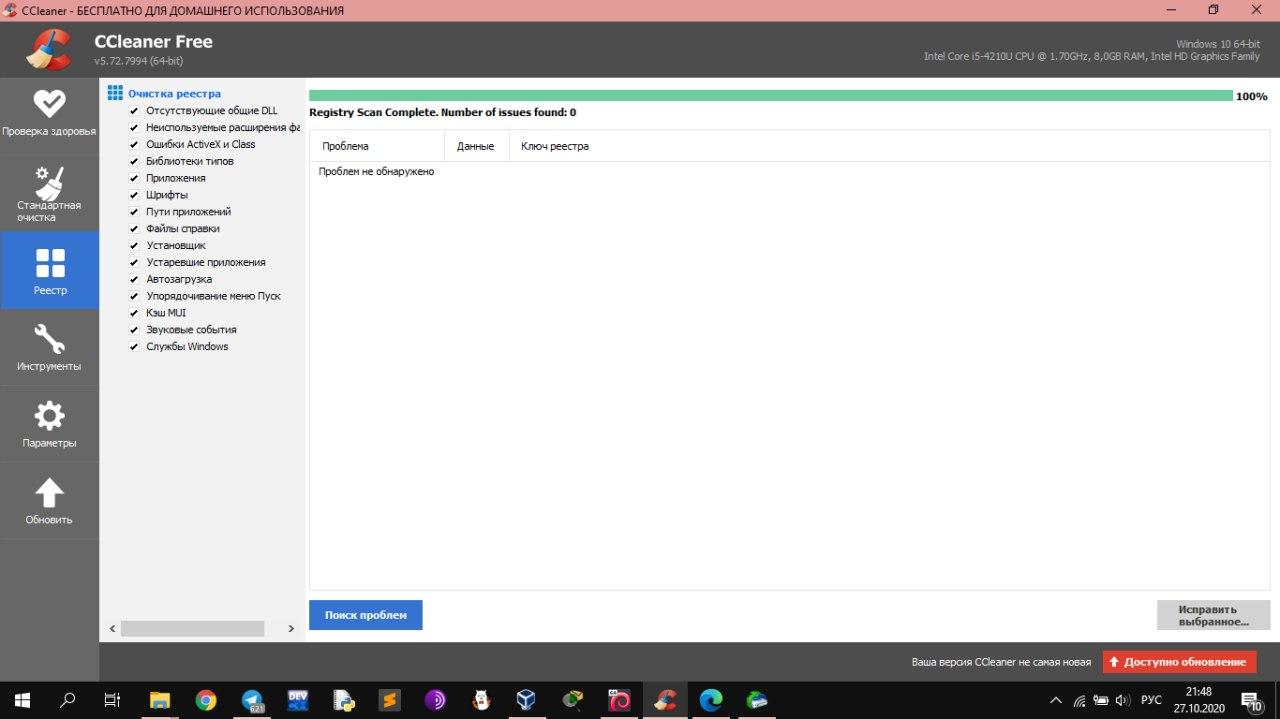 CCleaner - БЕСПЛАТНО ДЛЯ ДОМАШНЕГО ИСПОЛЬЗОВАНИЯ
CCleaner Free
v5.72.7994 (64-bit)
Windows 10 64-bit
Intel Core i5-4210U CPU @ 1.70GHz, 8,0GB RAM, Intel HD Graphics Family
Проверка здоровья
Стандартная
очистка
Реестр
Инструменты
Параметры
Обновить
Очистка реестра
Отсутствующие общие DLL
Неиспользуемые расширения фа
Ошибки ActiveX и Class
Библиотеки типов
Приложения
Шрифты
Пути приложений
Файлы справки
Установщик
Устаревшие приложения
Автозагрузка
Упорядочивание меню Пуск
Кэш MUI
Звуковые события
Службы Windows
100%
Registry Scan Complete. Number of issues found: 0
Проблема Данные Ключ реестра
Проблем не обнаружено
Поиск проблем
Исправить
выбранное...
Ваша версия CCleaner не самая новая
Доступно обновление
621
DEV
64
РУС
21:48
27.10.2020
10